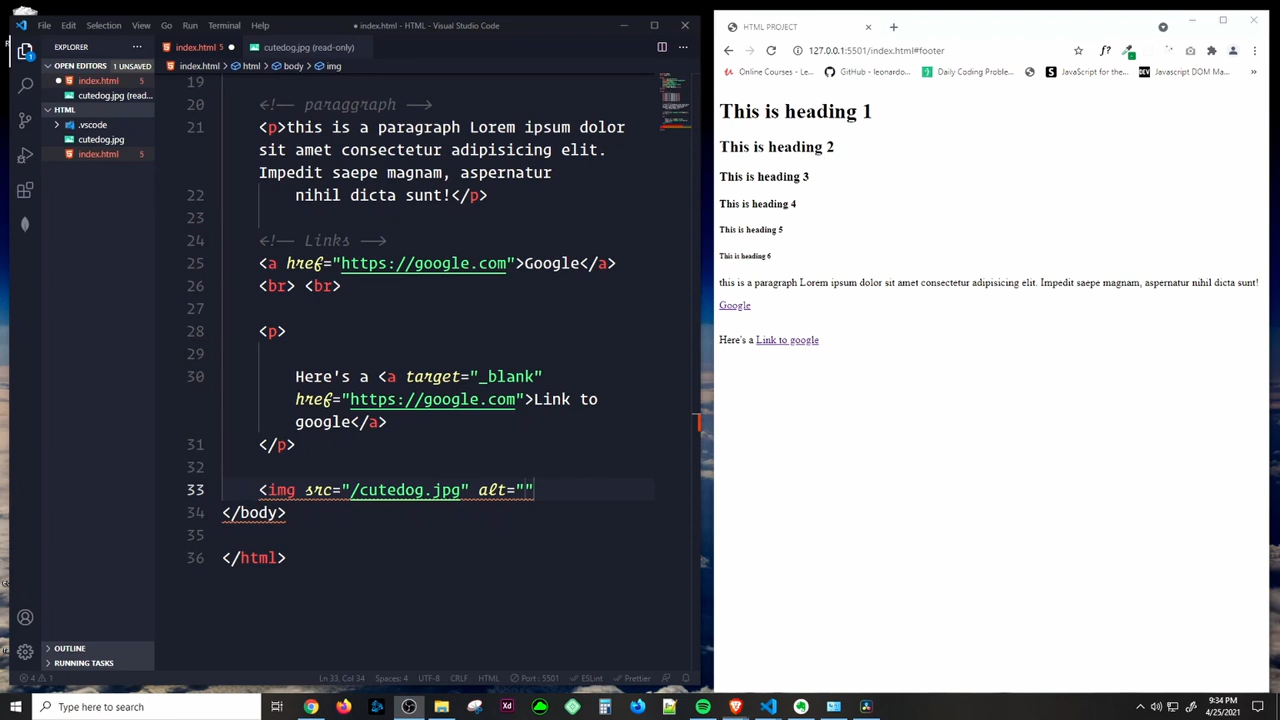 File Edit Selection View Go Run Terminal Help
index.html - HTML - Visual Studio Code
EXPLORER
OPEN EDITORS 1 UNSAVED
index.html
cutedog.jpg (read...
HTML
.vscode
cutedog.jpg
index.html 5
OUTLINE
RUNNING TASKS
index.html 5
cutedog.jpg (read-only)
index.html > html > body > img
20 <!-- paragraph -->
21 <p>this is a paragraph Lorem ipsum dolor
sit amet consectetur adipisicing elit.
Impedit saepe magnam, aspernatur
22 nihil dicta sunt!</p>
23
24 <!-- Links -->
25 <a href="https://google.com">Google</a>
26 <br> <br>
27
28 <p>
29
30 Here's a <a target="_blank"
href="https://google.com">Link to
google</a>
31 </p>
32
33 <img src="/cutedog.jpg" alt=""
34 </body>
35
36 </html>
4 1 Ln 33, Col 34 Spaces: 4 UTF-8 CRLF HTML Port : 5501 ESLint Prettier
HTML PROJECT
127.0.0.1:5501/index.html#footer
f?
Online Courses - Le... GitHub - leonardo... Daily Coding Proble... JavaScript for the... Javascript DOM Ma... »
This is heading 1
This is heading 2
This is heading 3
This is heading 4
This is heading 5
This is heading 6
this is a paragraph Lorem ipsum dolor sit amet consectetur adipisicing elit. Impedit saepe magnam, aspernatur nihil dicta sunt!
Google
Here's a Link to google
Type here to search
9:34 PM
4/25/2021